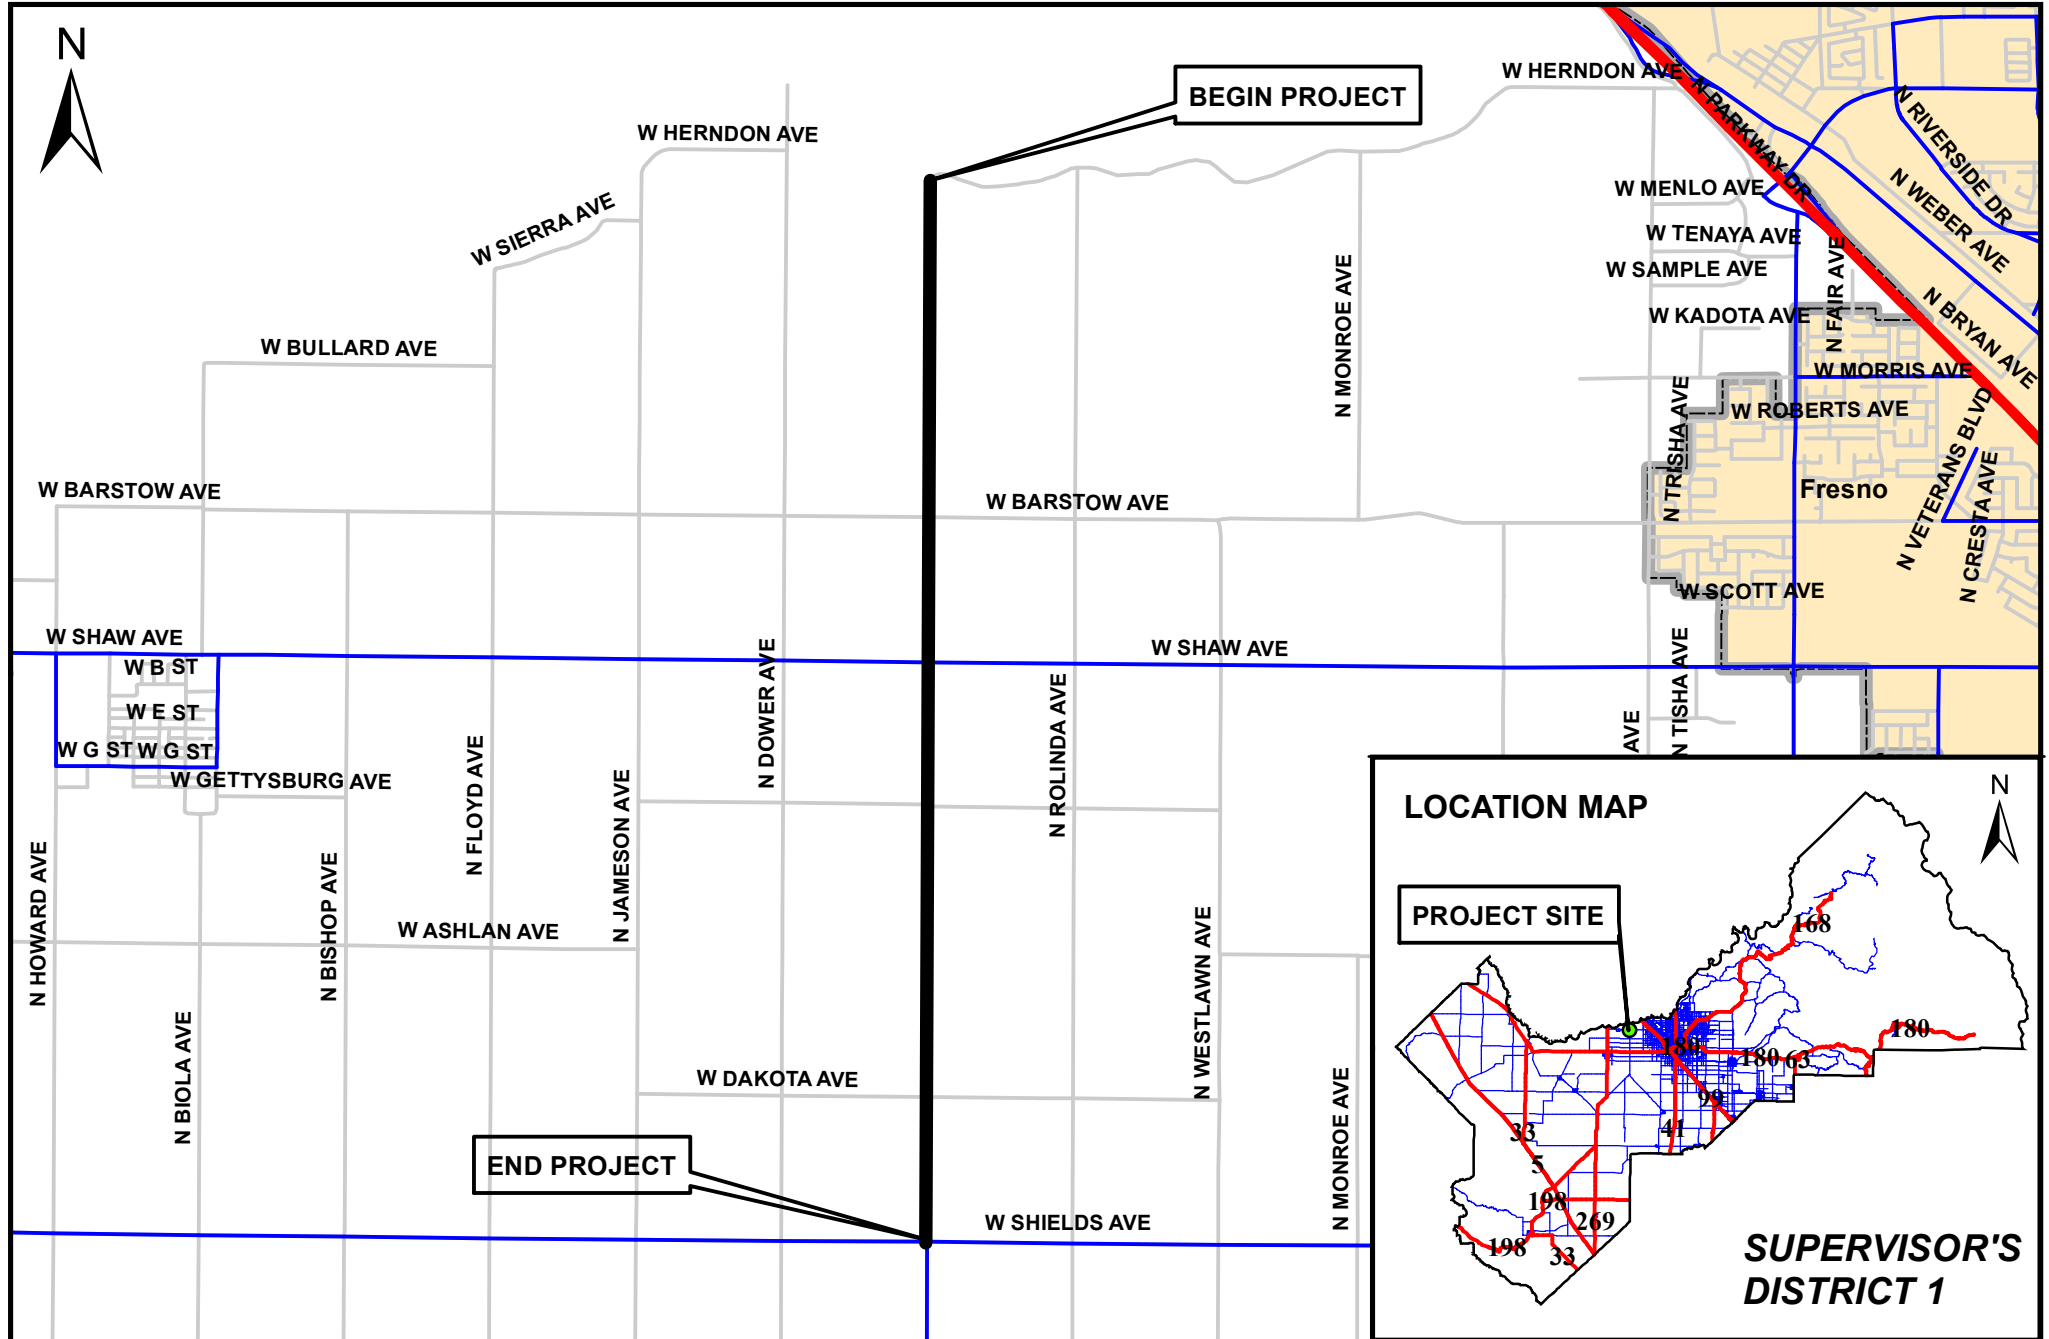 N
BEGIN PROJECT
W HERNDON AVE
W HERNDON AVE
N PARKWAY DR
N RIVERSIDE DR
N WEBER AVE
N BRYAN AVE
W SIERRA AVE
W MENLO AVE
W TENAYA AVE
W SAMPLE AVE
N FAIR AVE
W KADOTA AVE
N MONROE AVE
W BULLARD AVE
W MORRIS AVE
W ROBERTS AVE
N TRISHA AVE
N VETERANS BLVD
N CRESTA AVE
Fresno
W BARSTOW AVE
W BARSTOW AVE
W SCOTT AVE
W SHAW AVE
W SHAW AVE
W B ST
W E ST
W G ST
W G ST
W GETTYSBURG AVE
N DOWER AVE
N ROLINDA AVE
AVE
N TISHA AVE
N FLOYD AVE
N JAMESON AVE
N HOWARD AVE
N BISHOP AVE
W ASHLAN AVE
N WESTLAWN AVE
N BIOLA AVE
W DAKOTA AVE
N MONROE AVE
END PROJECT
W SHIELDS AVE
LOCATION MAP
N
PROJECT SITE
168
180
180
180
63
99
41
33
5
198
269
198
33
SUPERVISOR'S
DISTRICT 1